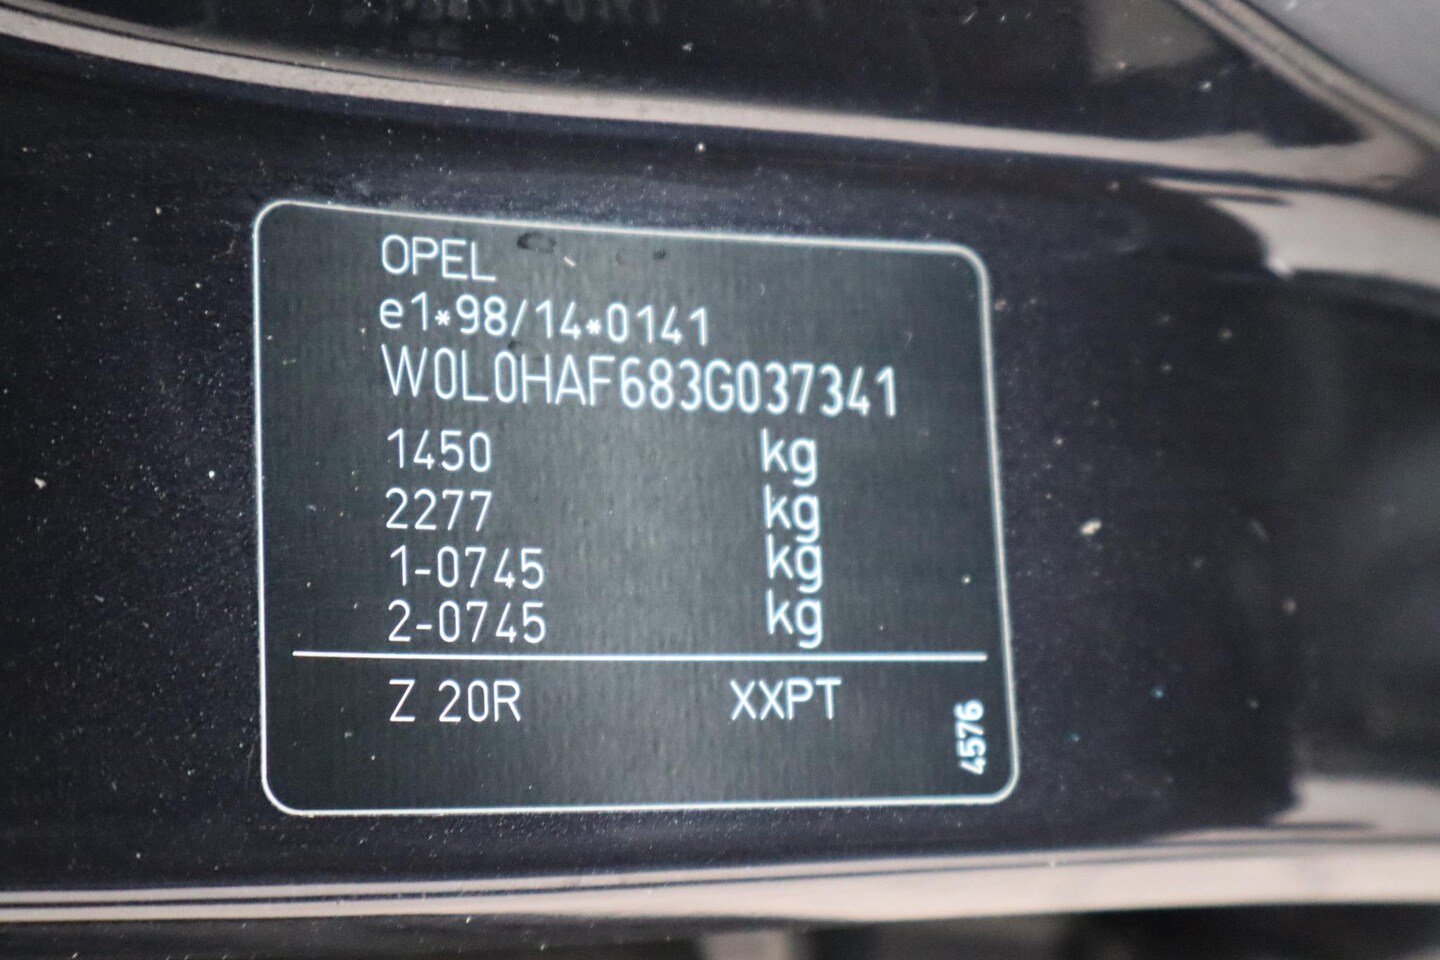 OPEL
e1*98/14*0141
W0L0HAF683G037341
1450 kg
2277 kg
1-0745 kg
2-0745 kg
Z 20R XXPT
4576